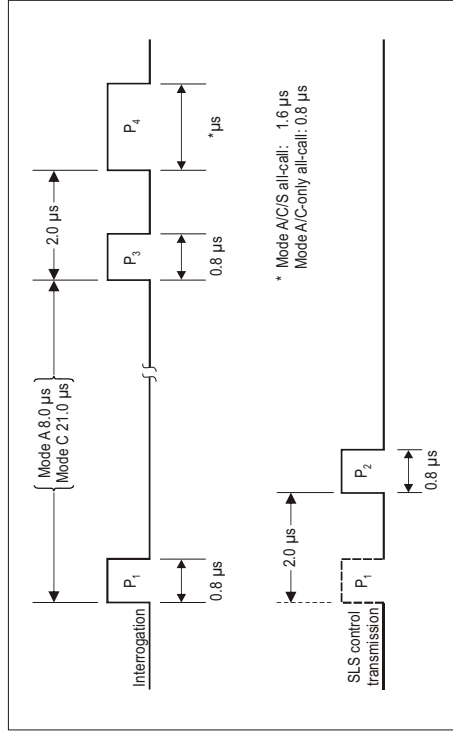 Mode A 8.0 µs
Mode C 21.0 µs
2.0 µs
P1
P3
P4
Interrogation
0.8 µs
0.8 µs
*µs
* Mode A/C/S all-call: 1.6 µs
Mode A/C-only all-call: 0.8 µs
2.0 µs
P1
P2
SLS control
transmission
0.8 µs